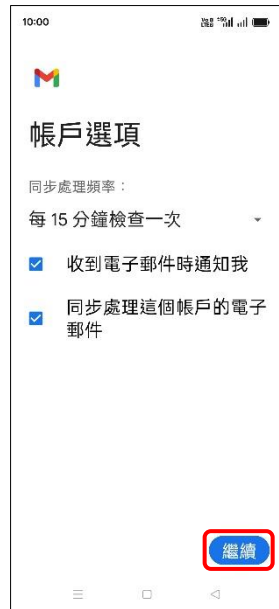 10:00
帳戶選項
同步處理頻率：
每 15 分鐘檢查一次
收到電子郵件時通知我
同步處理這個帳戶的電子
郵件
繼續